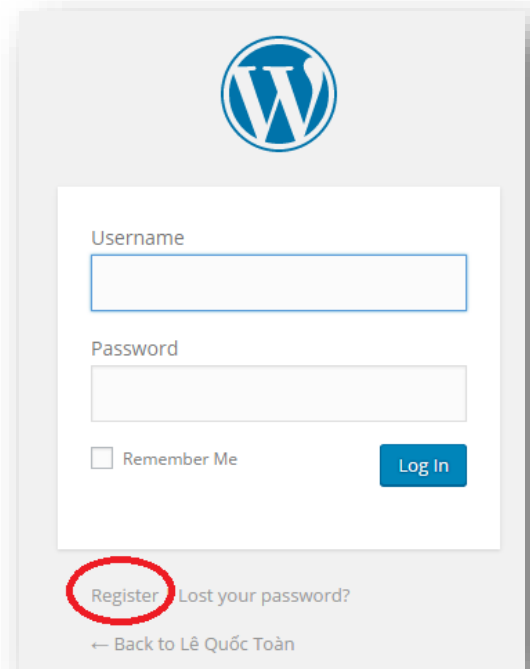 Username
Password
Remember Me
Log In
Register Lost your password?
← Back to Lê Quốc Toàn